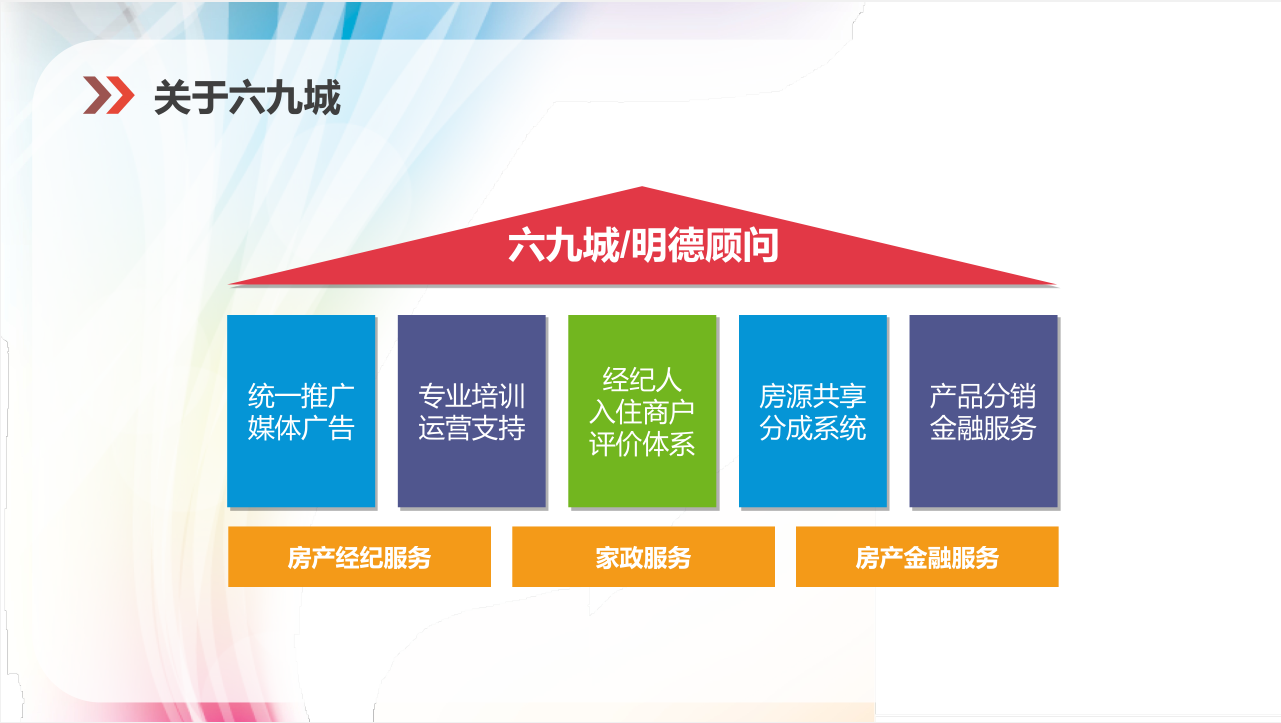 关于六九城
六九城/明德顾问
统一推广
媒体广告
专业培训
运营支持
经纪人
入住商户
评价体系
房源共享
分成系统
产品分销
金融服务
房产经纪服务
家政服务
房产金融服务